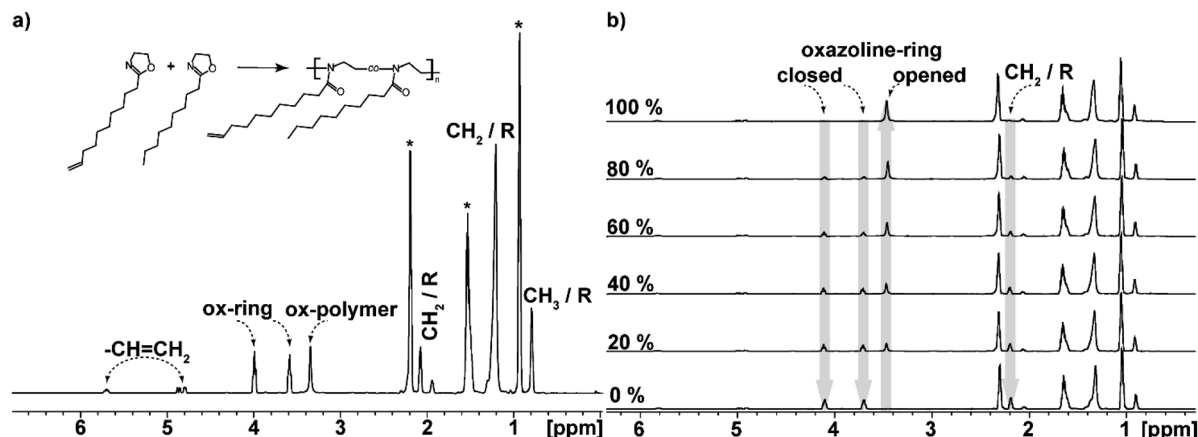 a)
N
O
+
N
O
N
co
N
n
O
O
*
*
*
CH₂ / R
CH₂ / R
CH₃ / R
ox-ring
ox-polymer
-CH=CH₂
6 5 4 3 2 1 [ppm]
b)
oxazoline-ring
closed opened
CH₂ / R
100 %
80 %
60 %
40 %
20 %
0 %
6 5 4 3 2 1 [ppm]